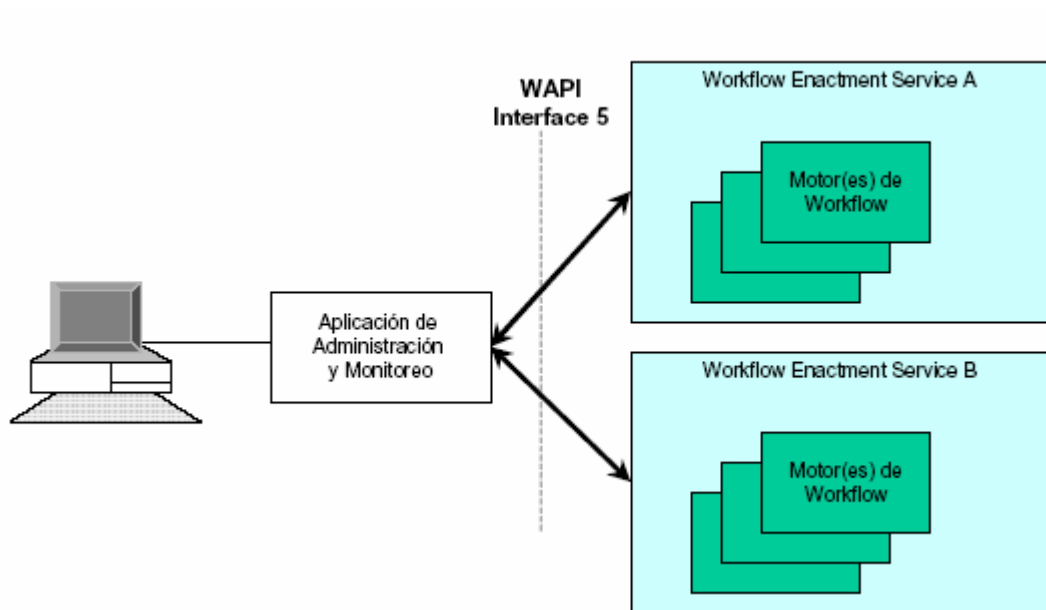 WAPI
Interface 5
Workflow Enactment Service A
Motor(es) de
Workflow
Aplicación de
Administración
y Monitoreo
Workflow Enactment Service B
Motor(es) de
Workflow